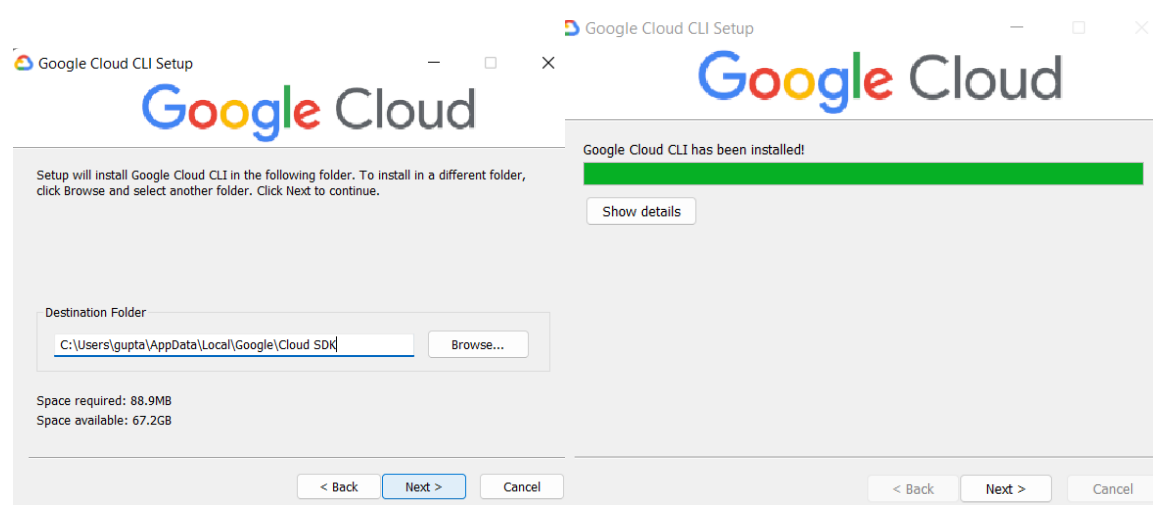 Google Cloud CLI Setup
Google Cloud
Setup will install Google Cloud CLI in the following folder. To install in a different folder,
click Browse and select another folder. Click Next to continue.
Destination Folder
C:\Users\gupta\AppData\Local\Google\Cloud SDK
Browse...
Space required: 88.9MB
Space available: 67.2GB
< Back
Next >
Cancel
Google Cloud CLI Setup
Google Cloud
Google Cloud CLI has been installed!
Show details
< Back
Next >
Cancel